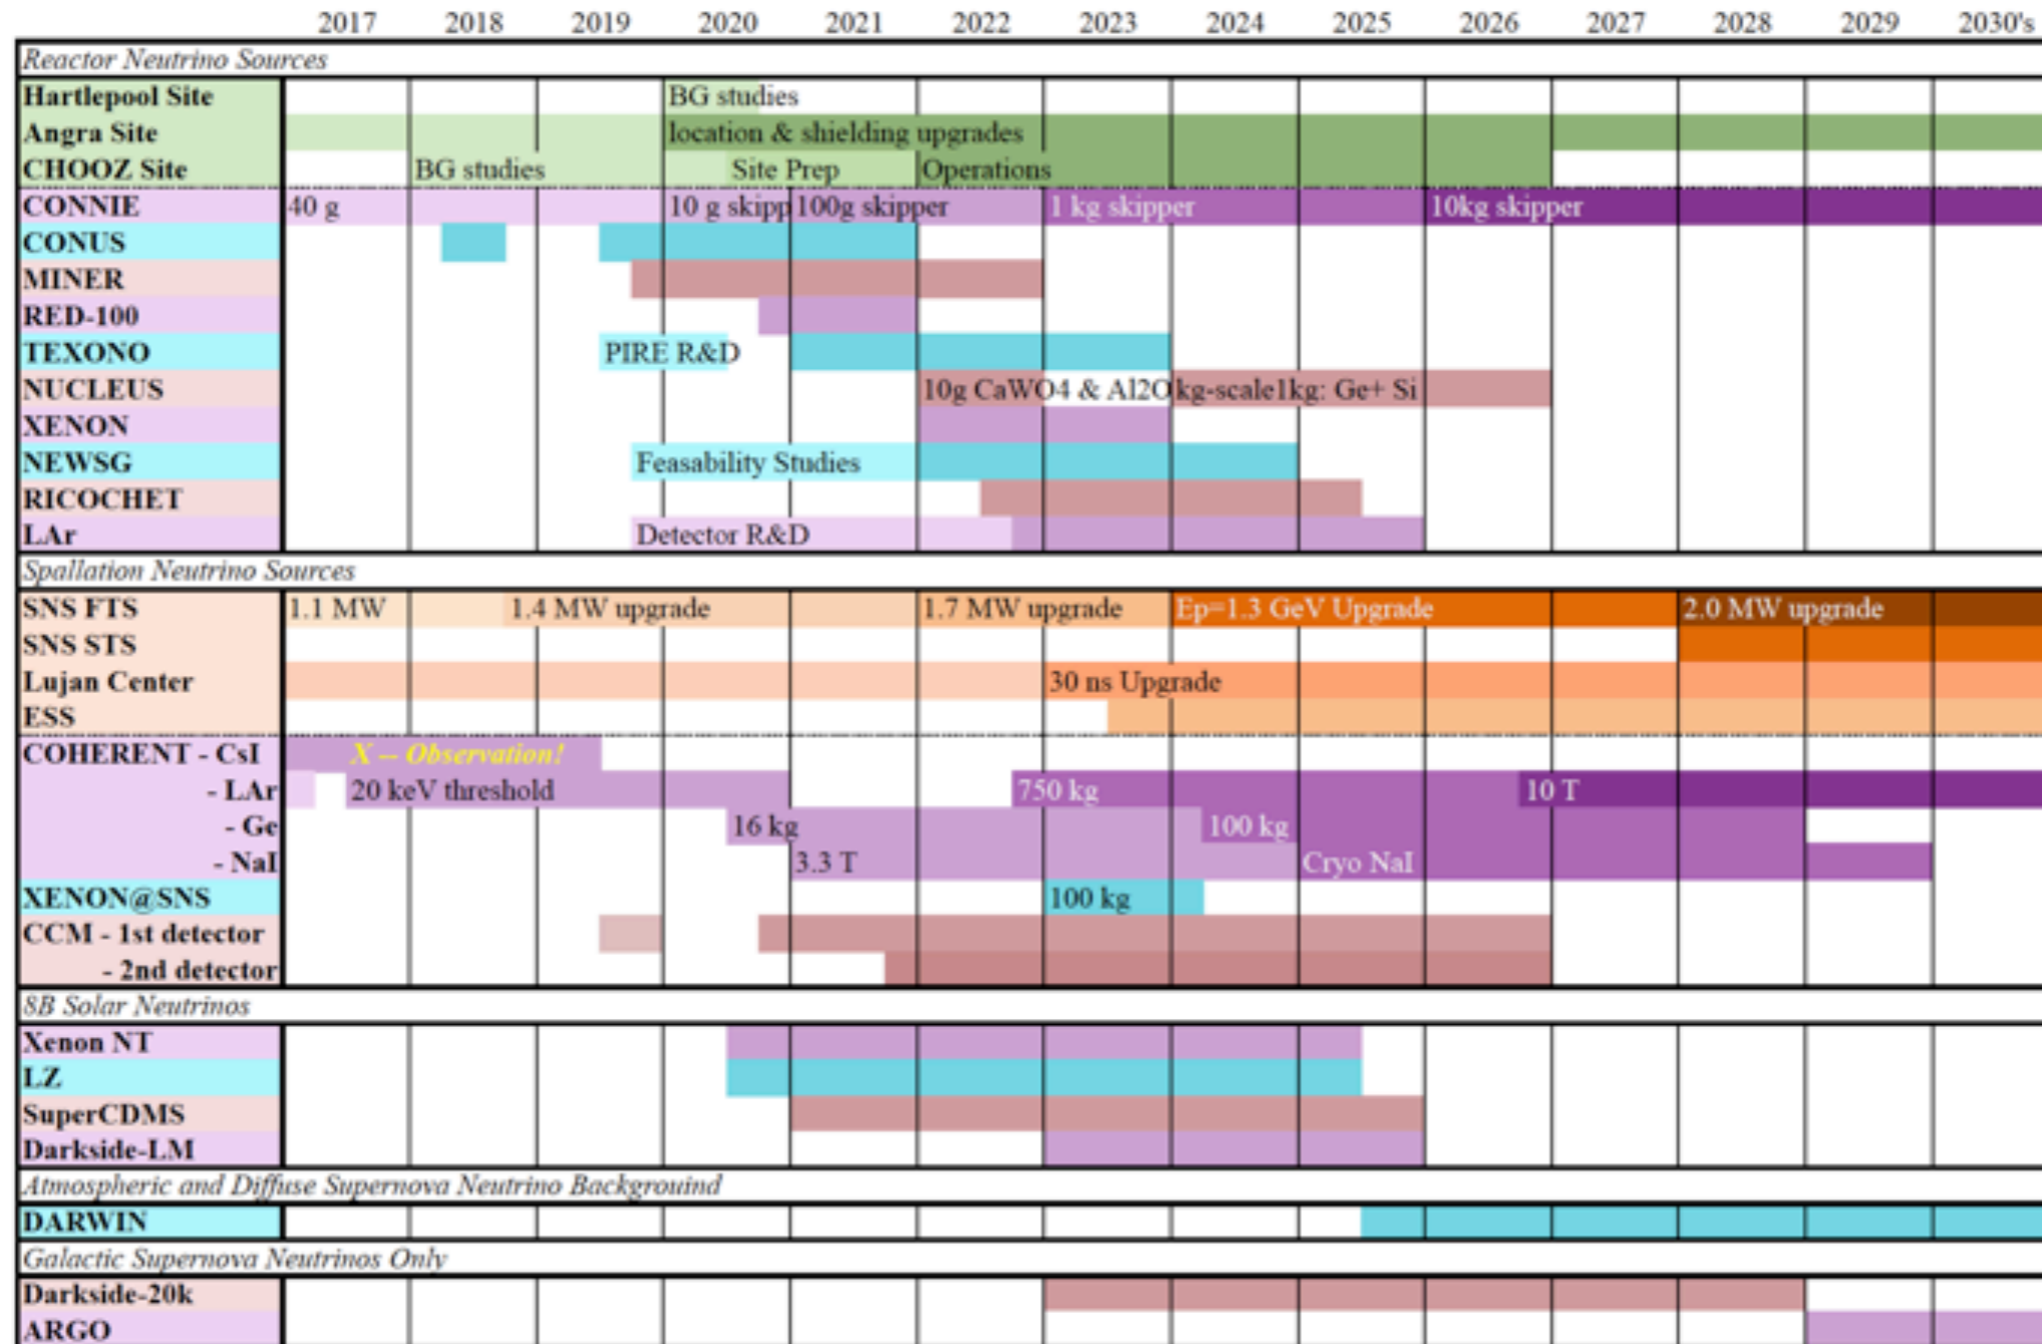 2017 2018 2019 2020 2021 2022 2023 2024 2025 2026 2027 2028 2029 2030's
Reactor Neutrino Sources
Hartlepool Site BG studies
Angra Site location & shielding upgrades
CHOOZ Site BG studies Site Prep Operations
CONNIE 40 g 10 g skipp 100g skipper 1 kg skipper 10kg skipper
CONUS
MINER
RED-100
TEXONO PIRE R&D
NUCLEUS 10g CaWO4 & Al2O kg-scale1kg: Ge+ Si
XENON
NEWSG Feasability Studies
RICOCHET
LAr Detector R&D
Spallation Neutrino Sources
SNS FTS 1.1 MW 1.4 MW upgrade 1.7 MW upgrade Ep=1.3 GeV Upgrade 2.0 MW upgrade
SNS STS
Lujan Center 30 ns Upgrade
ESS
COHERENT - CsI X -- Observation!
- LAr 20 keV threshold 750 kg 10 T
- Ge 16 kg 100 kg
- NaI 3.3 T Cryo NaI
XENON@SNS 100 kg
CCM - 1st detector
- 2nd detector
8B Solar Neutrinos
Xenon NT
LZ
SuperCDMS
Darkside-LM
Atmospheric and Diffuse Supernova Neutrino Backgrouind
DARWIN
Galactic Supernova Neutrinos Only
Darkside-20k
ARGO